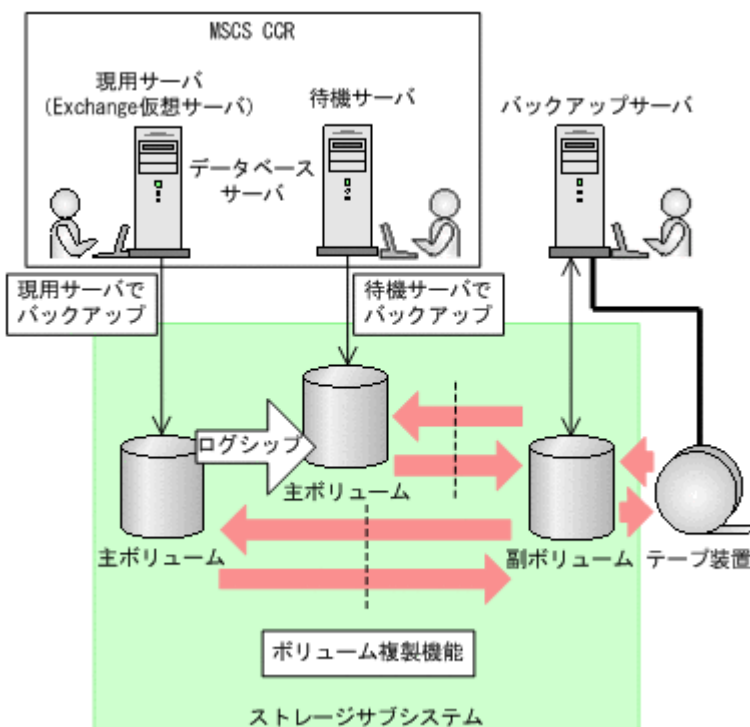 MSCS CCR
現用サーバ
(Exchange仮想サーバ)
待機サーバ
バックアップサーバ
データベース
サーバ
現用サーバで
バックアップ
待機サーバで
バックアップ
ログシップ
主ボリューム
主ボリューム
副ボリューム
テープ装置
ボリューム複製機能
ストレージサブシステム